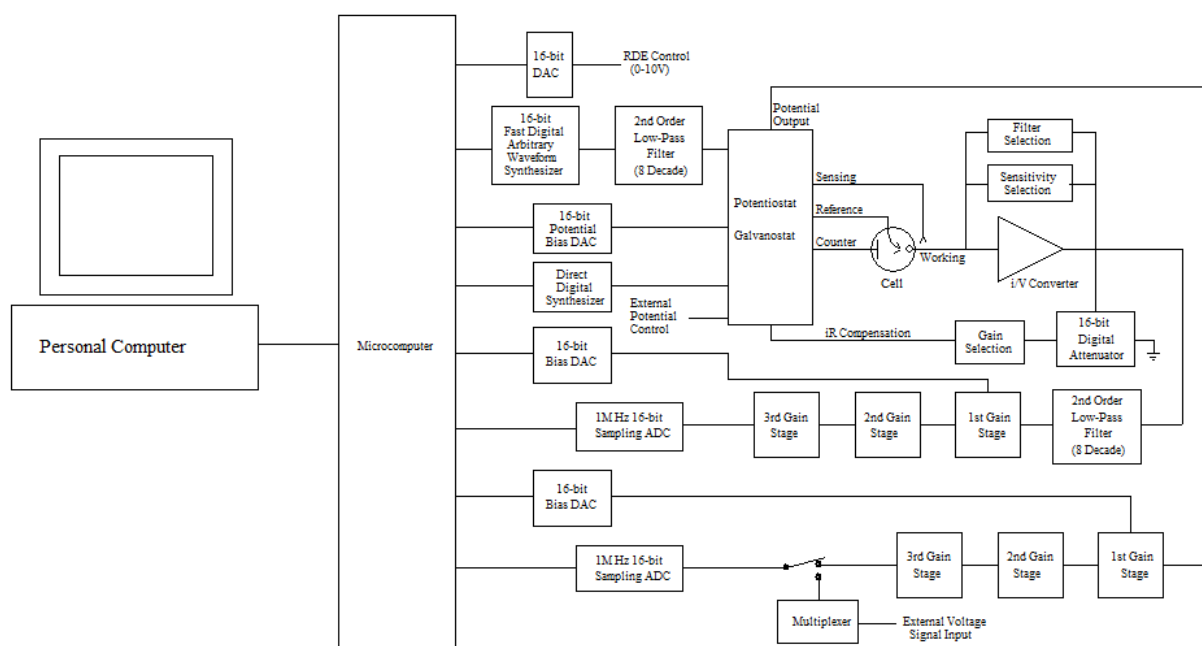 16-bit
DAC
RDE Control
(0-10V)
Potential
Output
16-bit
Fast Digital
Arbitrary
Waveform
Synthesizer
2nd Order
Low-Pass
Filter
(8 Decade)
Filter
Selection
Sensing
Sensitivity
Selection
Potentiostat
Galvanostat
Reference
16-bit
Potential
Bias DAC
Counter
Working
Cell
i/V Converter
Direct
Digital
Synthesizer
External
Potential
Control
iR Compensation
Gain
Selection
16-bit
Digital
Attenuator
Personal Computer
Microcomputer
16-bit
Bias DAC
1M Hz 16-bit
Sampling ADC
3rd Gain
Stage
2nd Gain
Stage
1st Gain
Stage
2nd Order
Low-Pass
Filter
(8 Decade)
16-bit
Bias DAC
1M Hz 16-bit
Sampling ADC
3rd Gain
Stage
2nd Gain
Stage
1st Gain
Stage
Multiplexer
External Voltage
Signal Input